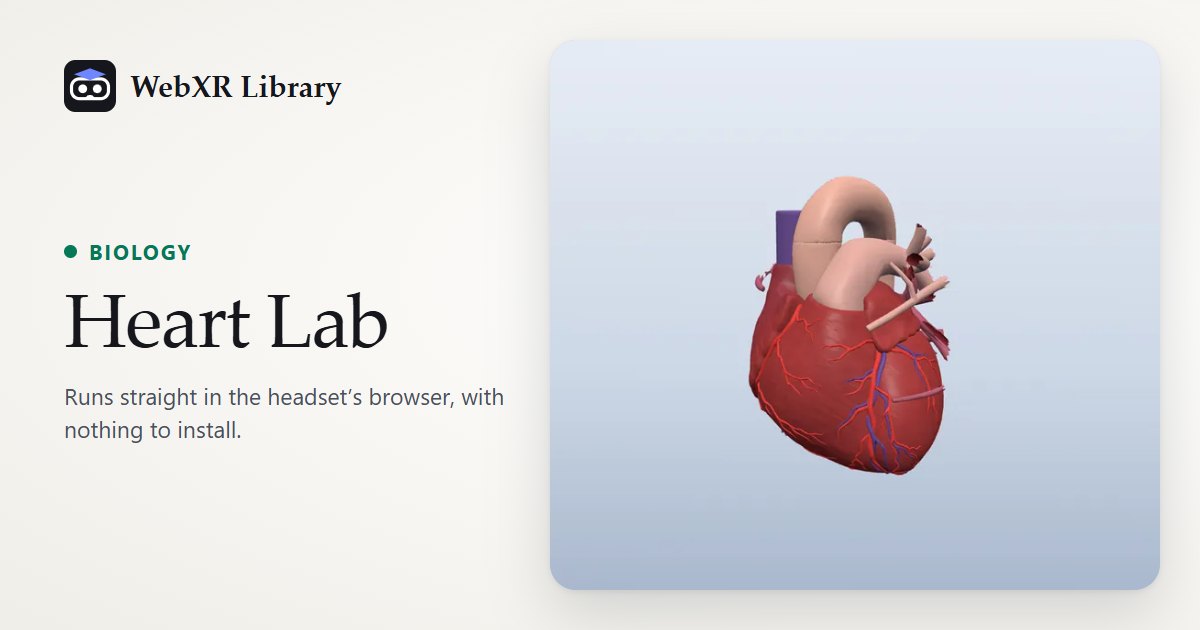 WebXR Library
BIOLOGY
Heart Lab
Runs straight in the headset’s browser, with
nothing to install.